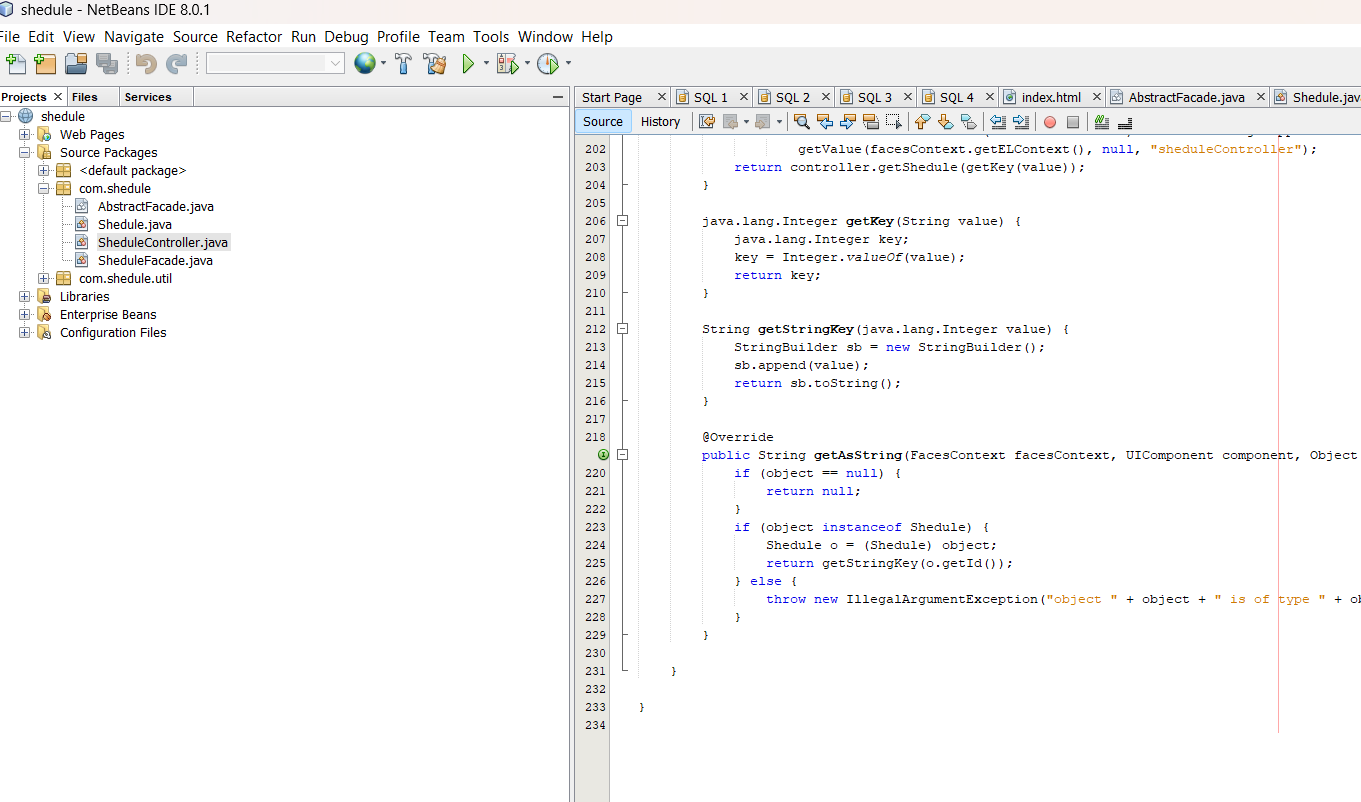 shedule - NetBeans IDE 8.0.1
File Edit View Navigate Source Refactor Run Debug Profile Team Tools Window Help
Projects Files Services
Start Page SQL 1 SQL 2 SQL 3 SQL 4 index.html AbstractFacade.java Shedule.jav
Source History
shedule
Web Pages
Source Packages
<default package>
com.shedule
AbstractFacade.java
Shedule.java
SheduleController.java
SheduleFacade.java
com.shedule.util
Libraries
Enterprise Beans
Configuration Files
202 getValue(facesContext.getELContext(), null, "sheduleController");
203 return controller.getShedule(getKey(value));
204 }
205
206 java.lang.Integer getKey(String value) {
207 java.lang.Integer key;
208 key = Integer.valueOf(value);
209 return key;
210 }
211
212 String getStringKey(java.lang.Integer value) {
213 StringBuilder sb = new StringBuilder();
214 sb.append(value);
215 return sb.toString();
216 }
217
218 @Override
public String getAsString(FacesContext facesContext, UIComponent component, Object
220 if (object == null) {
221 return null;
222 }
223 if (object instanceof Shedule) {
224 Shedule o = (Shedule) object;
225 return getStringKey(o.getId());
226 } else {
227 throw new IllegalArgumentException("object " + object + " is of type " + ob
228 }
229 }
230
231 }
232
233 }
234